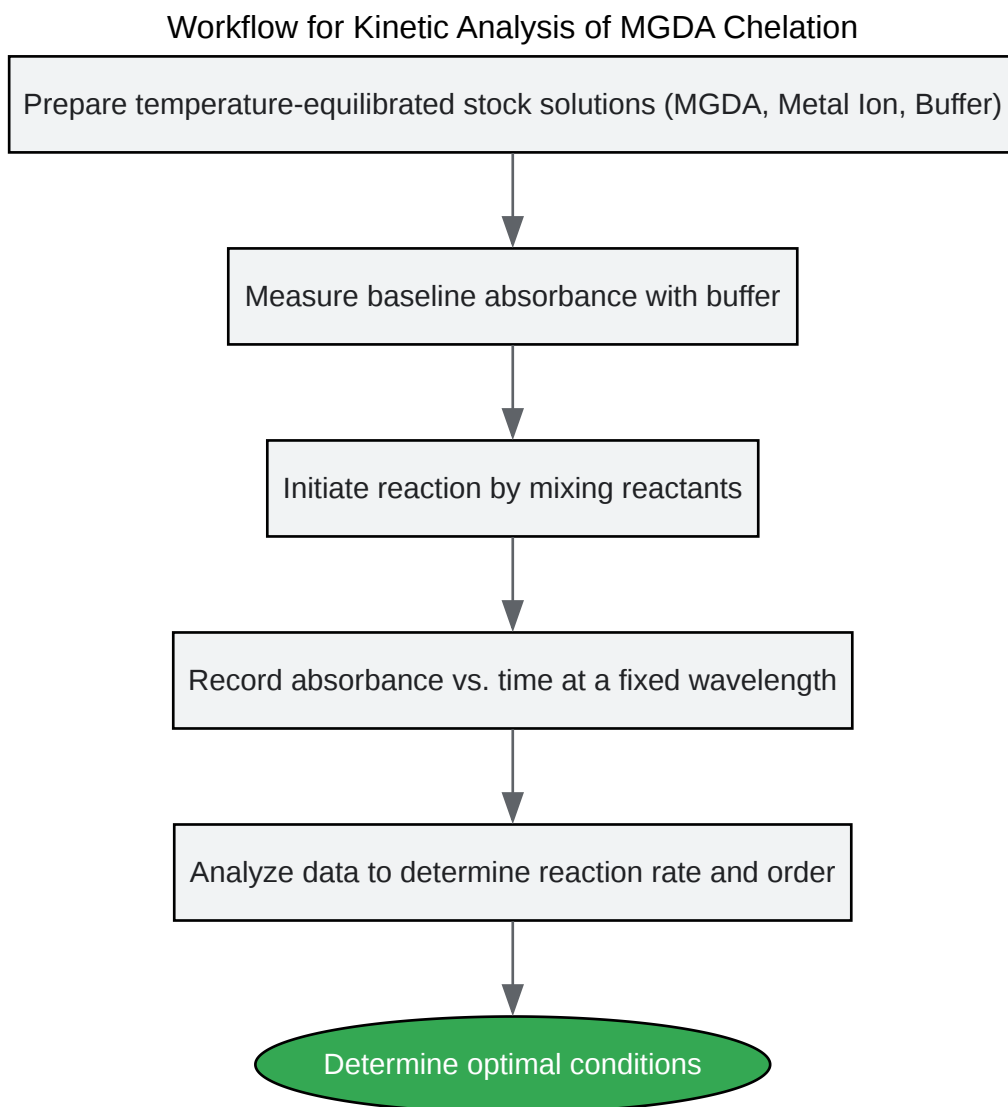 Workflow for Kinetic Analysis of MGDA Chelation
Prepare temperature-equilibrated stock solutions (MGDA, Metal Ion, Buffer)
Measure baseline absorbance with buffer
Initiate reaction by mixing reactants
Record absorbance vs. time at a fixed wavelength
Analyze data to determine reaction rate and order
Determine optimal conditions